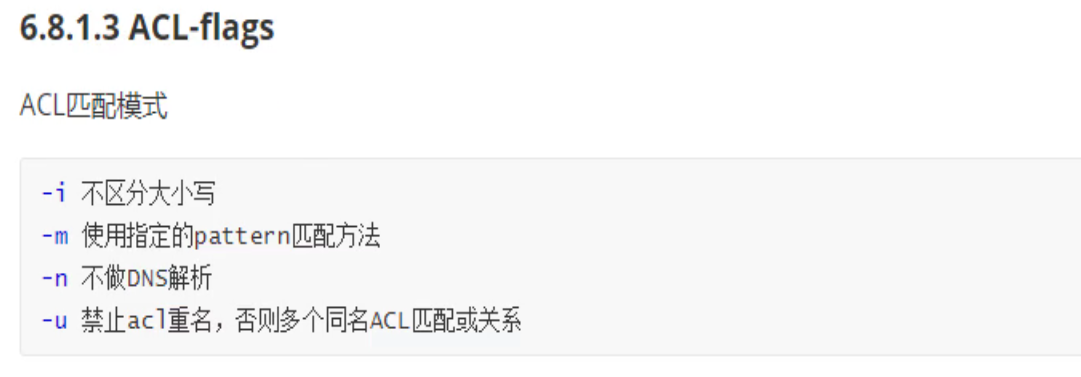 6.8.1.3 ACL-flags
ACL匹配模式
-i 不区分大小写
-m 使用指定的pattern匹配方法
-n 不做DNS解析
-u 禁止acl重名，否则多个同名ACL匹配或关系